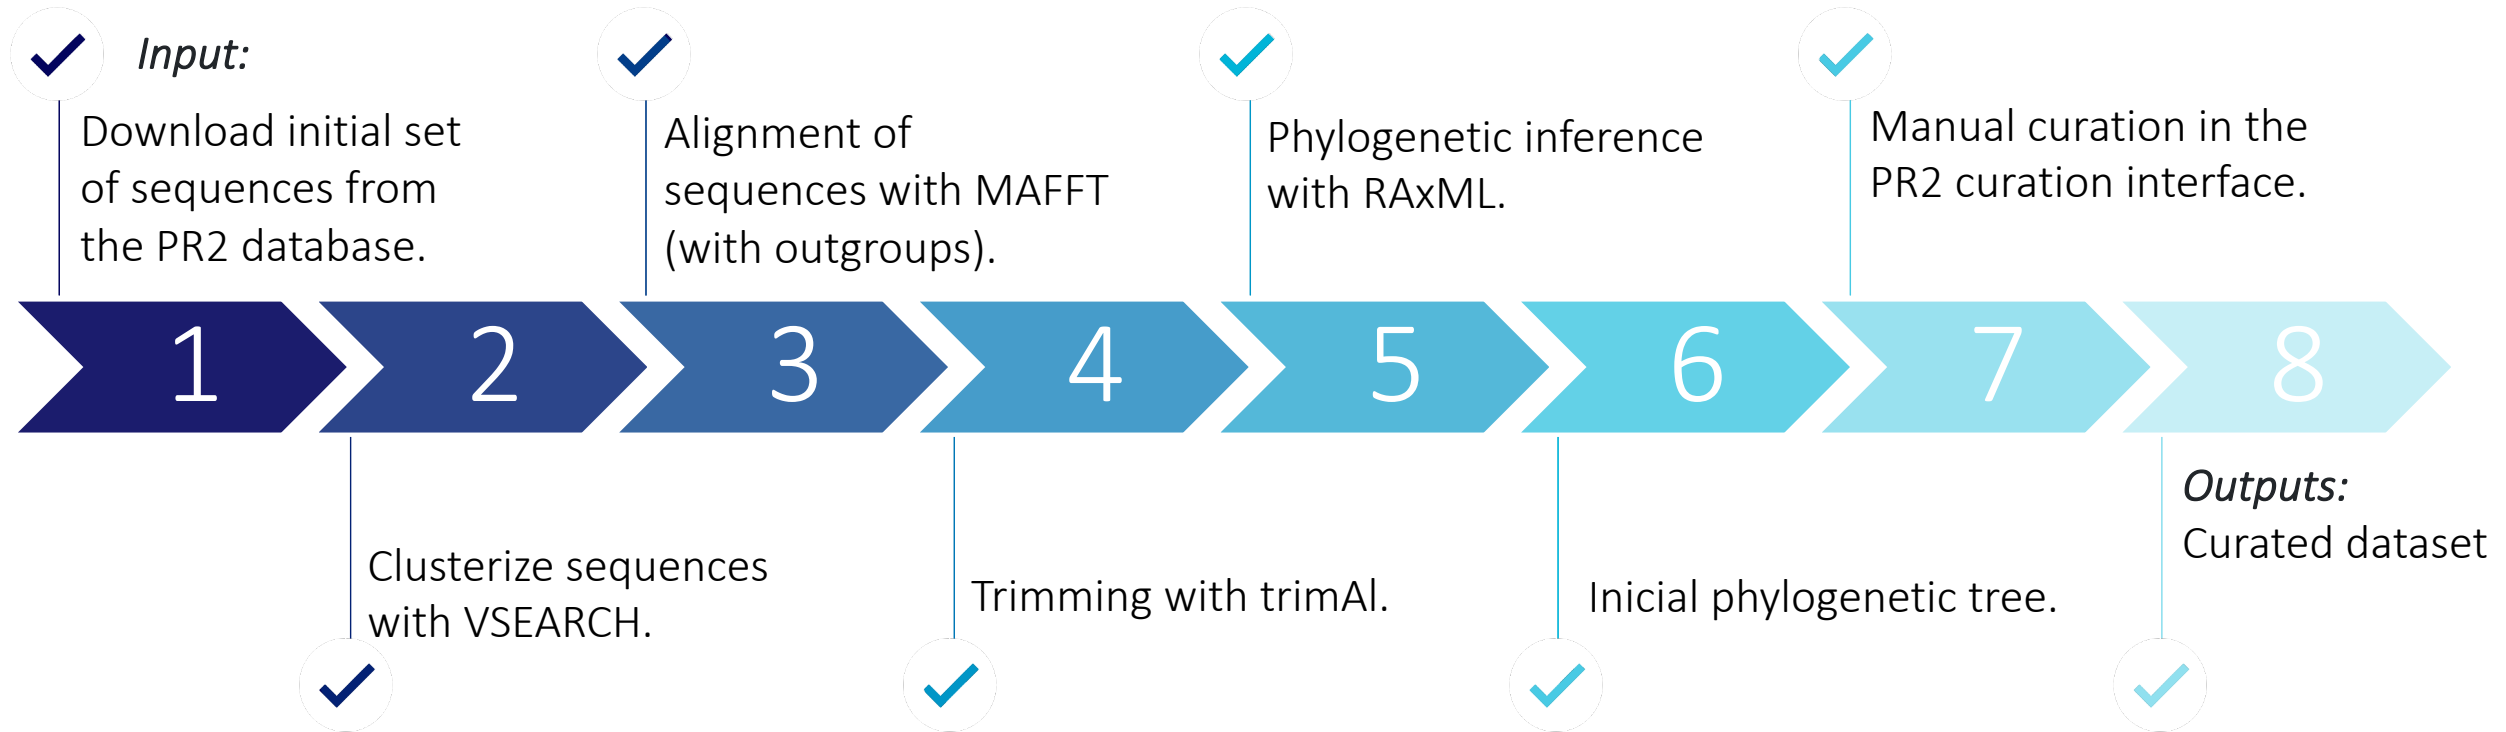 Input:
Download initial set
of sequences from
the PR2 database.
Alignment of
sequences with MAFFT
(with outgroups).
Phylogenetic inference
with RAxML.
Manual curation in the
PR2 curation interface.
1 2 3 4 5 6 7 8
Clusterize sequences
with VSEARCH.
Trimming with trimAl.
Inicial phylogenetic tree.
Outputs:
Curated dataset